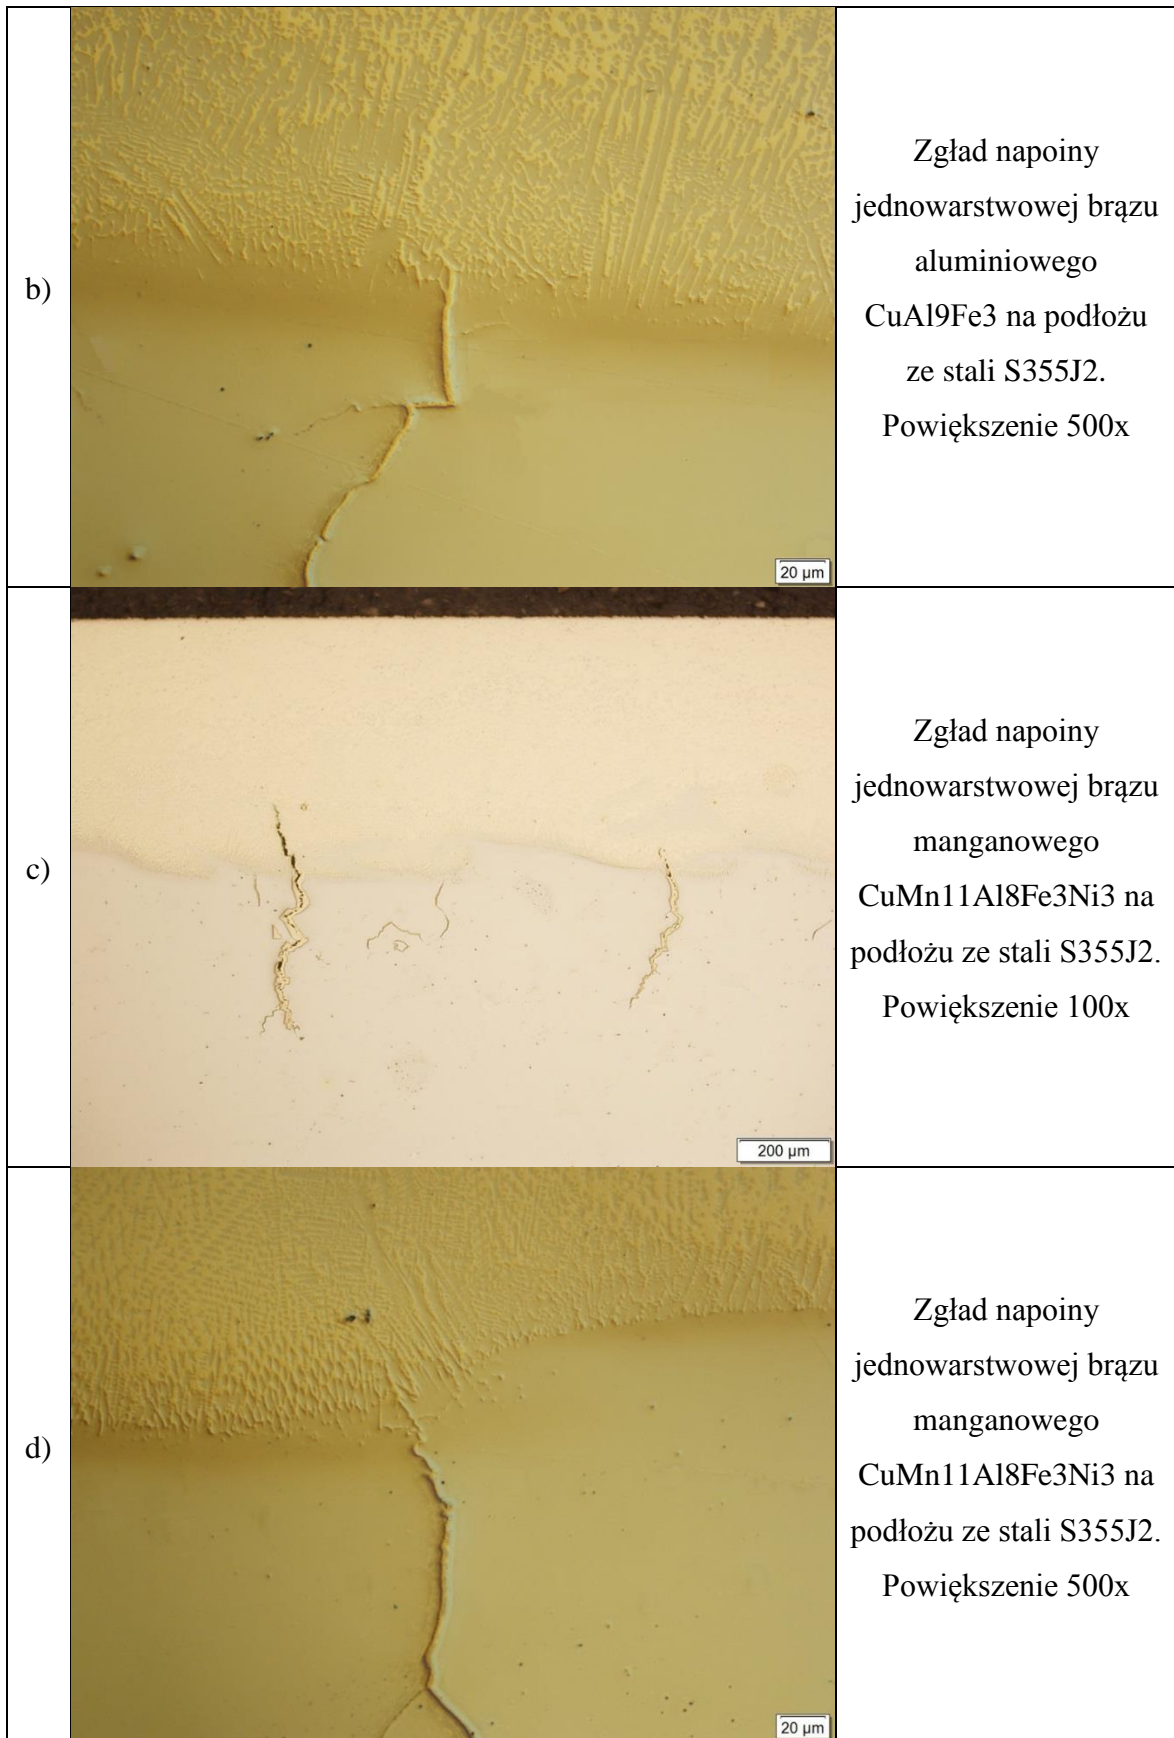 b)
Zgład napoiny
jednowarstwowej brązu
aluminiowego
CuAl9Fe3 na podłożu
ze stali S355J2.
Powiększenie 500x
20 µm
c)
Zgład napoiny
jednowarstwowej brązu
manganowego
CuMn11Al8Fe3Ni3 na
podłożu ze stali S355J2.
Powiększenie 100x
200 µm
d)
Zgład napoiny
jednowarstwowej brązu
manganowego
CuMn11Al8Fe3Ni3 na
podłożu ze stali S355J2.
Powiększenie 500x
20 µm